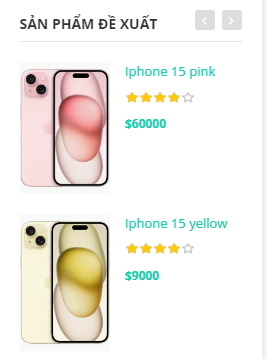 SẢN PHẨM ĐỀ XUẤT
Iphone 15 pink
$60000
Iphone 15 yellow
$9000